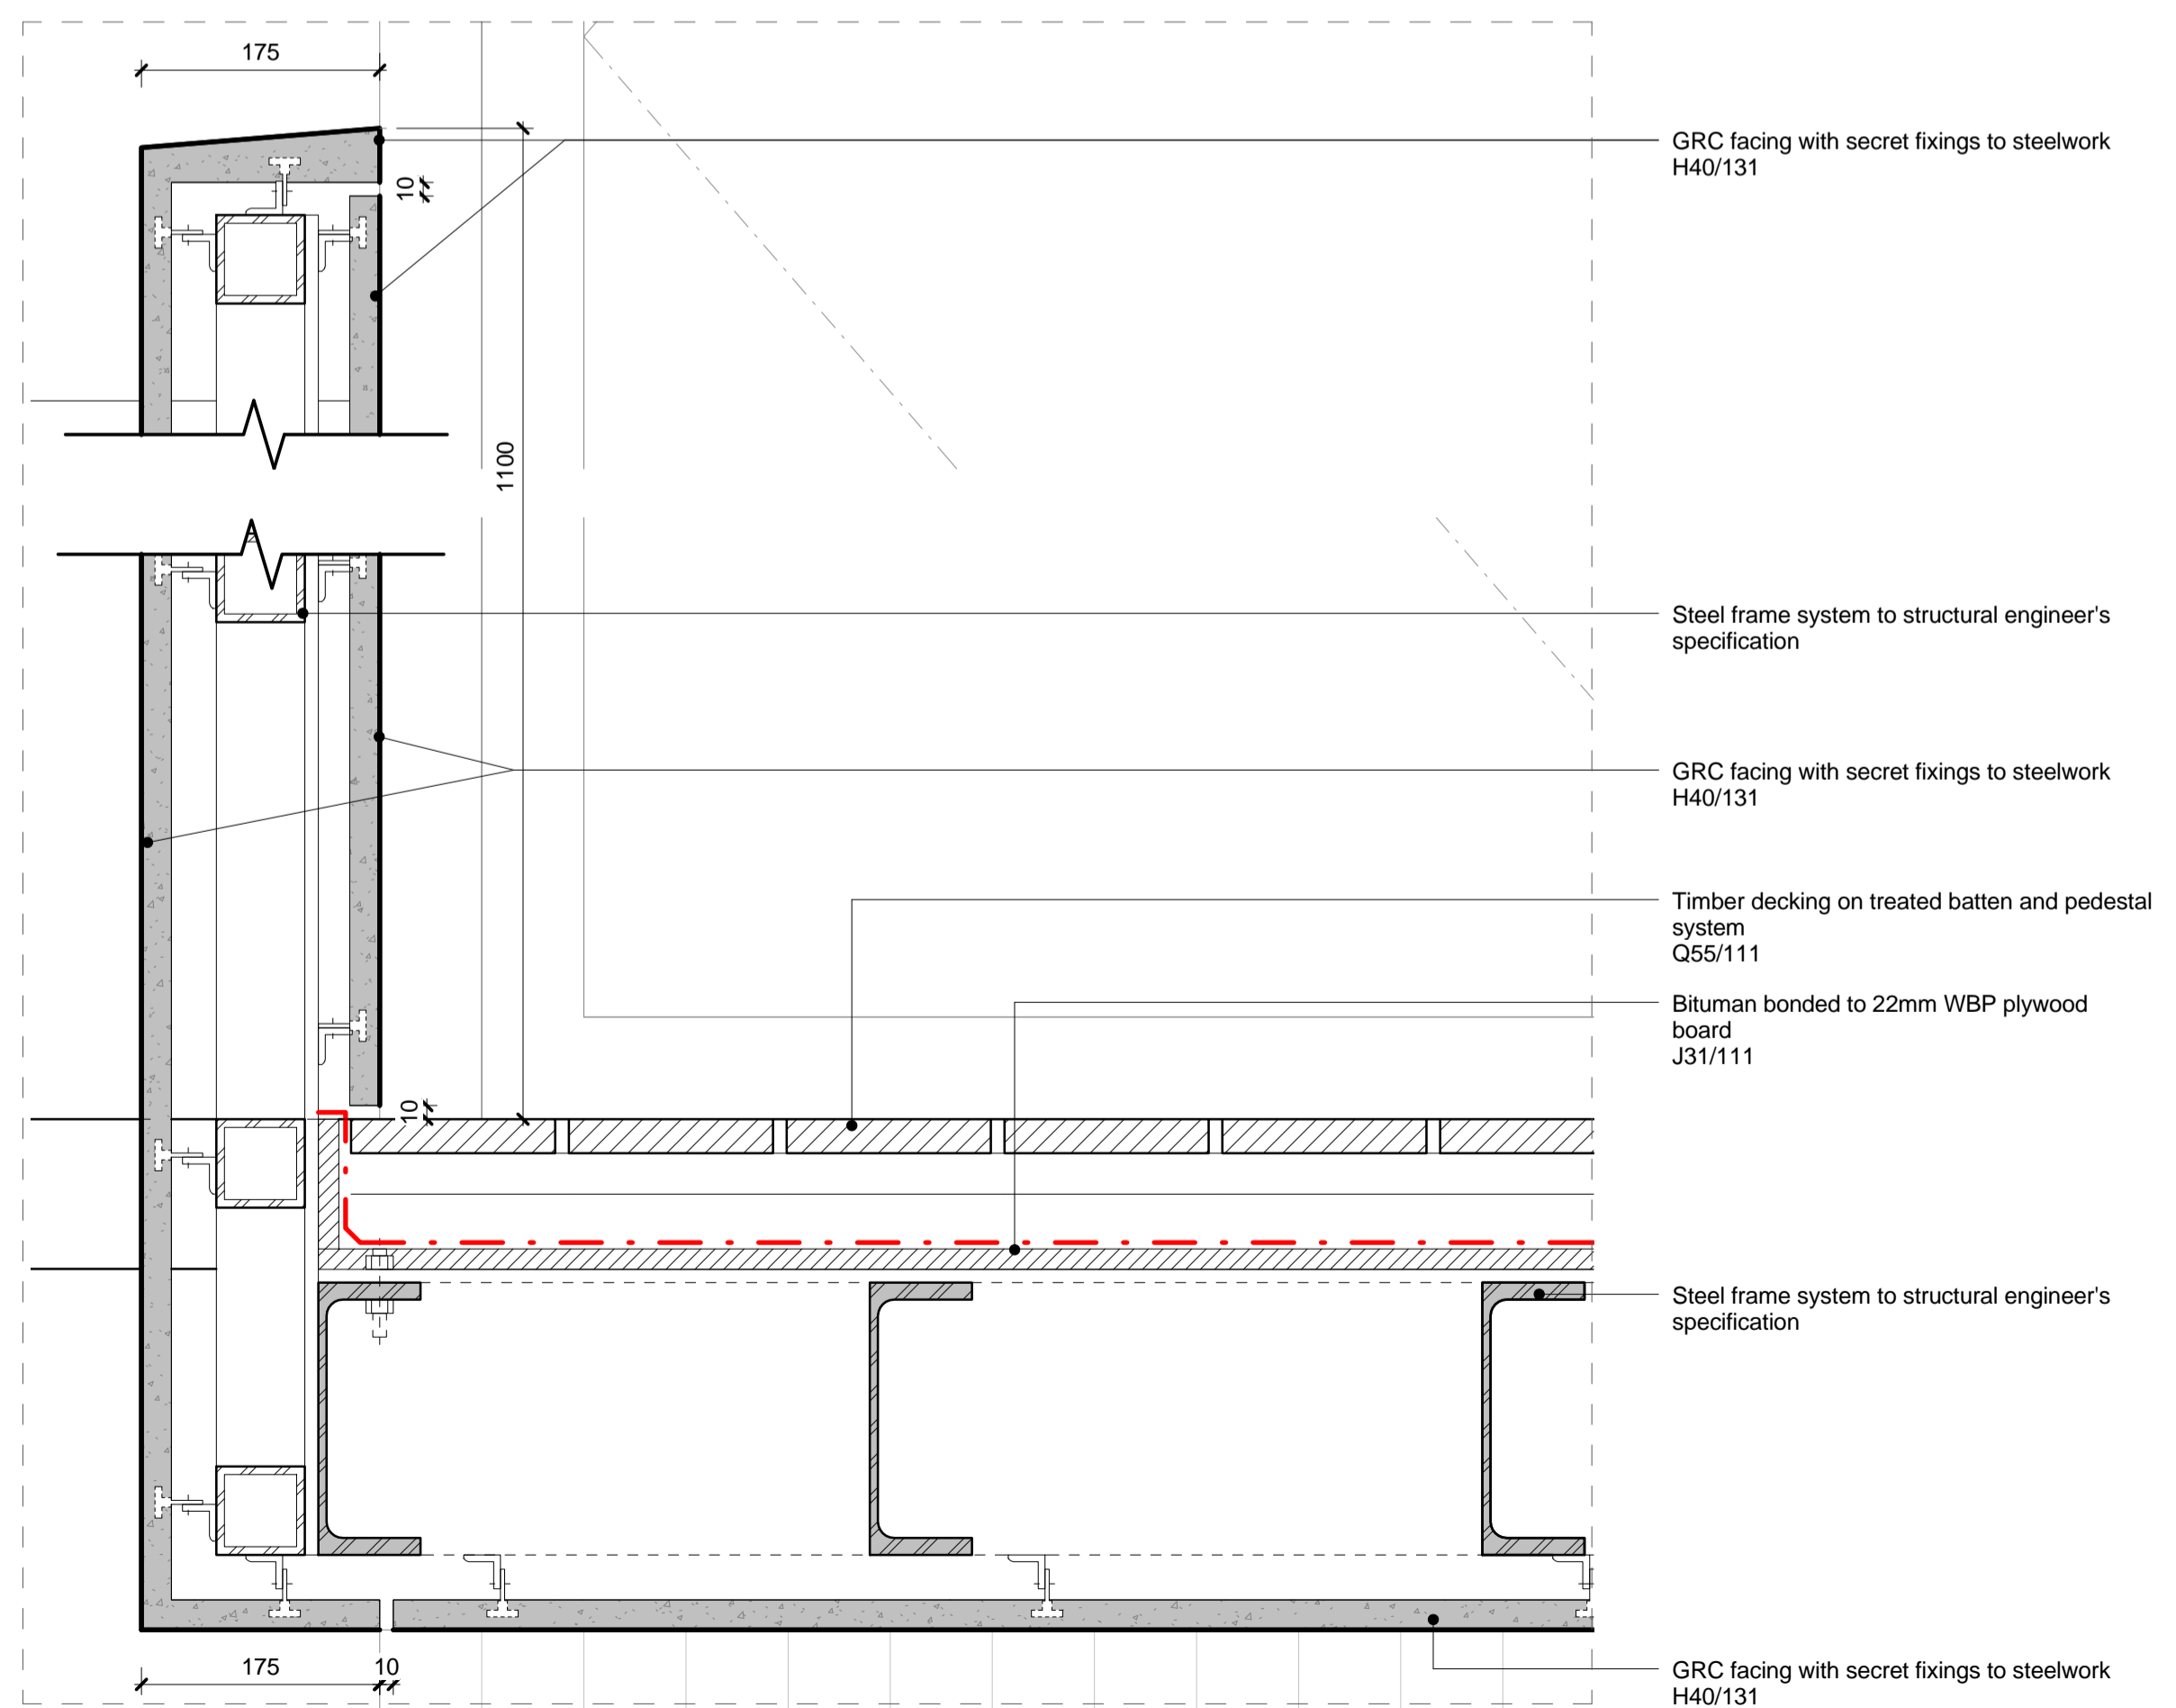 175
GRC facing with secret fixings to steelwork
H40/131
10
1100
Steel frame system to structural engineer's
specification
GRC facing with secret fixings to steelwork
H40/131
Timber decking on treated batten and pedestal
system
Q55/111
Bituman bonded to 22mm WBP plywood
board
J31/111
10
Steel frame system to structural engineer's
specification
175
10
GRC facing with secret fixings to steelwork
H40/131